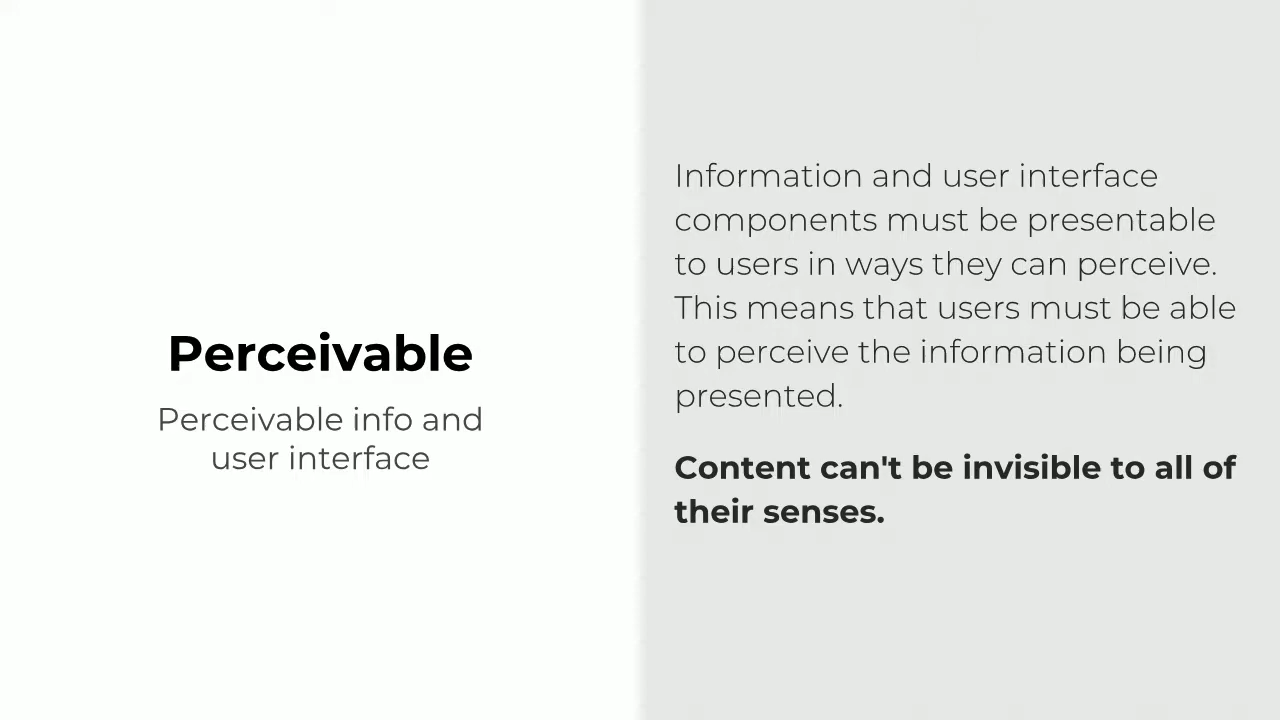 Perceivable
Perceivable info and
user interface
Information and user interface
components must be presentable
to users in ways they can perceive.
This means that users must be able
to perceive the information being
presented.
Content can't be invisible to all of
their senses.